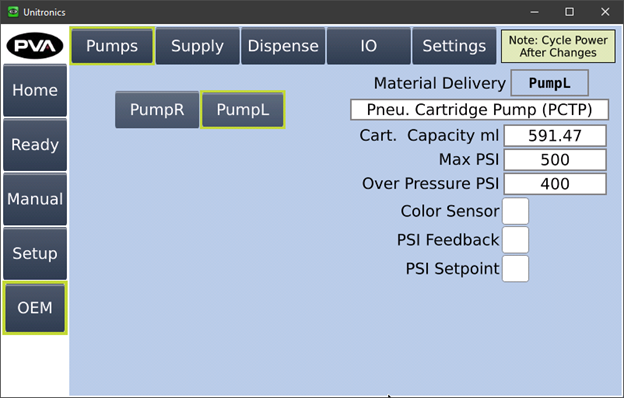 Unitronics
PVA
Pumps
Supply
Dispense
IO
Settings
Note: Cycle Power
After Changes
Home
Ready
Manual
Setup
OEM
PumpR
PumpL
Material Delivery PumpL
Pneu. Cartridge Pump (PCTP)
Cart. Capacity ml 591.47
Max PSI 500
Over Pressure PSI 400
Color Sensor
PSI Feedback
PSI Setpoint